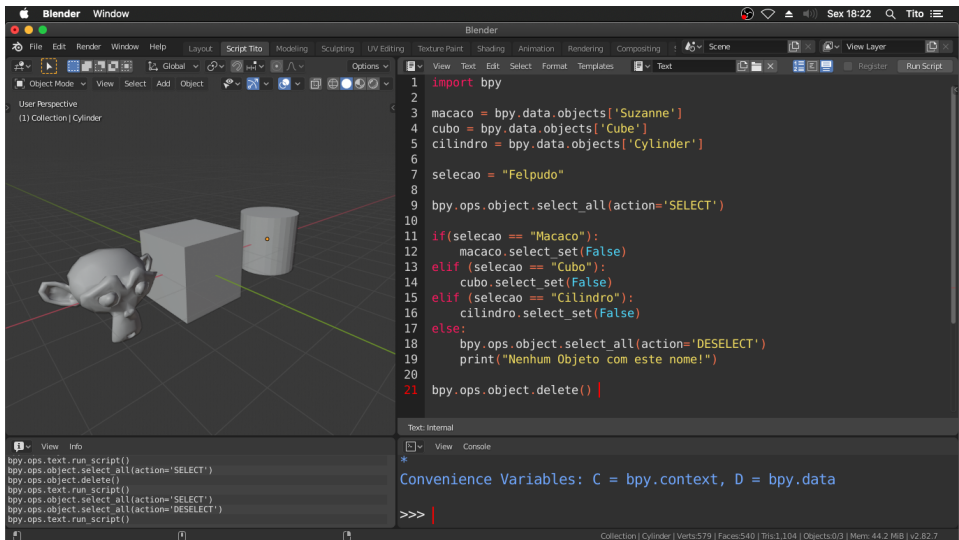 Blender Window Sex 18:22 Tito
Blender
File Edit Render Window Help Layout Script Tito Modeling Sculpting UV Editing Texture Paint Shading Animation Rendering Compositing Scene View Layer
Global Options View Text Edit Select Format Templates Text Register Run Script
Object Mode View Select Add Object
User Perspective
(1) Collection | Cylinder
1 import bpy
2
3 macaco = bpy.data.objects['Suzanne']
4 cubo = bpy.data.objects['Cube']
5 cilindro = bpy.data.objects['Cylinder']
6
7 selecao = "Felpudo"
8
9 bpy.ops.object.select_all(action='SELECT')
10
11 if(selecao == "Macaco"):
12 macaco.select_set(False)
13 elif (selecao == "Cubo"):
14 cubo.select_set(False)
15 elif (selecao == "Cilindro"):
16 cilindro.select_set(False)
17 else:
18 bpy.ops.object.select_all(action='DESELECT')
19 print("Nenhum Objeto com este nome!")
20
21 bpy.ops.object.delete()
Text: Internal
View Info
bpy.ops.text.run_script()
bpy.ops.object.select_all(action='SELECT')
bpy.ops.object.delete()
bpy.ops.text.run_script()
bpy.ops.object.select_all(action='SELECT')
bpy.ops.object.select_all(action='DESELECT')
bpy.ops.text.run_script()
View Console
*
Convenience Variables: C = bpy.context, D = bpy.data
>>>
Collection | Cylinder | Verts:579 | Faces:540 | Tris:1,104 | Objects:0/3 | Mem: 44.2 MiB | v2.82.7